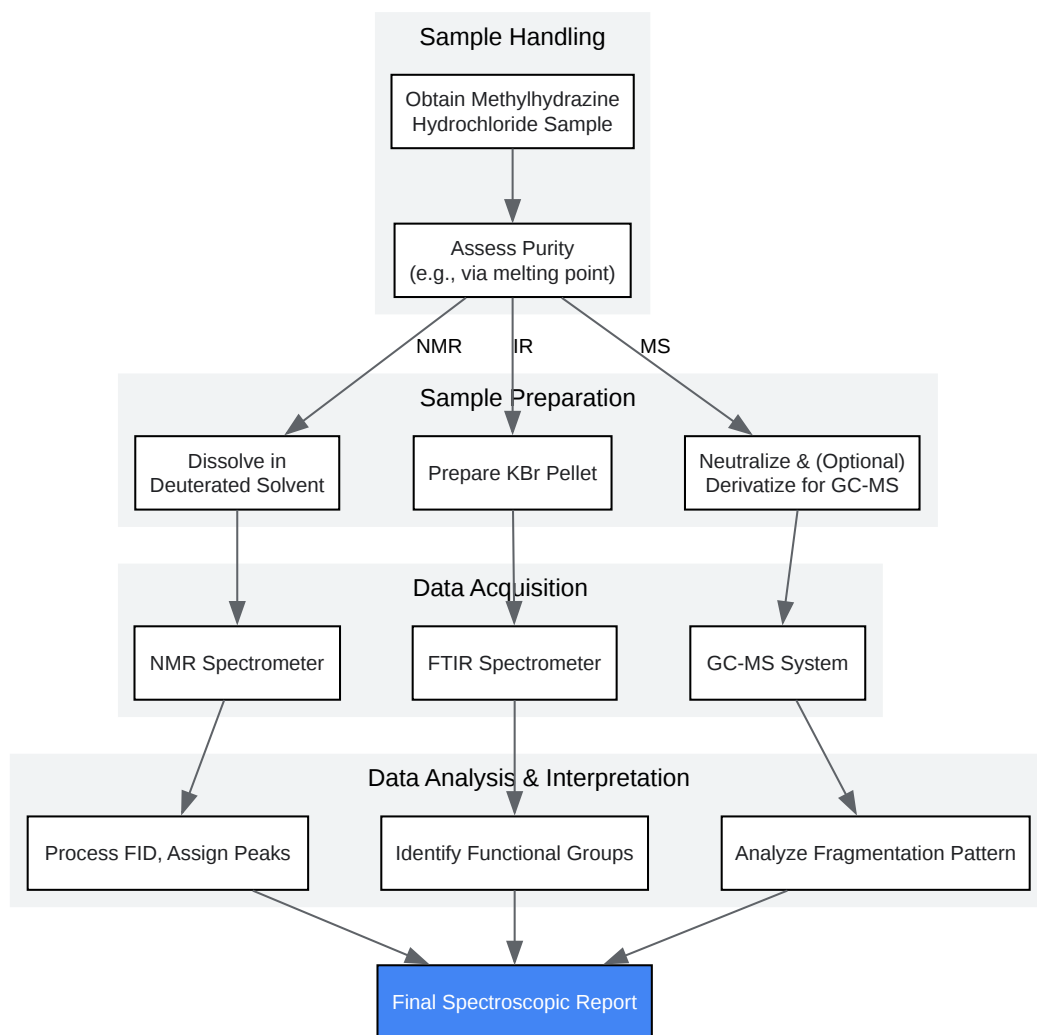 Sample Handling
Obtain Methylhydrazine
Hydrochloride Sample
Assess Purity
(e.g., via melting point)
NMR
IR
MS
Sample Preparation
Dissolve in
Deuterated Solvent
Prepare KBr Pellet
Neutralize & (Optional)
Derivatize for GC-MS
Data Acquisition
NMR Spectrometer
FTIR Spectrometer
GC-MS System
Data Analysis & Interpretation
Process FID, Assign Peaks
Identify Functional Groups
Analyze Fragmentation Pattern
Final Spectroscopic Report